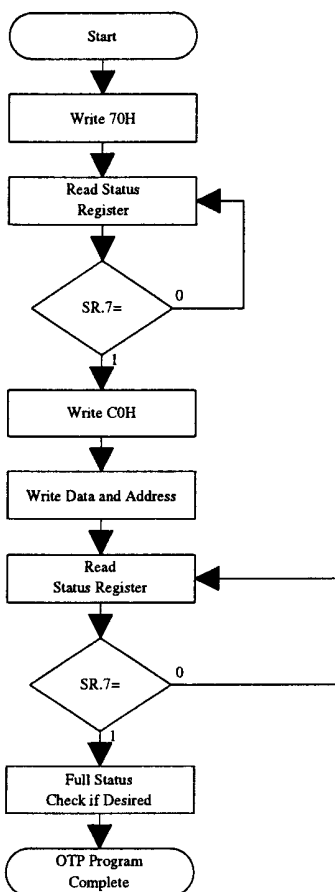 Start
Write 70H
Read Status
Register
SR.7=
0
1
Write C0H
Write Data and Address
Read
Status Register
SR.7=
0
1
Full Status
Check if Desired
OTP Program
Complete